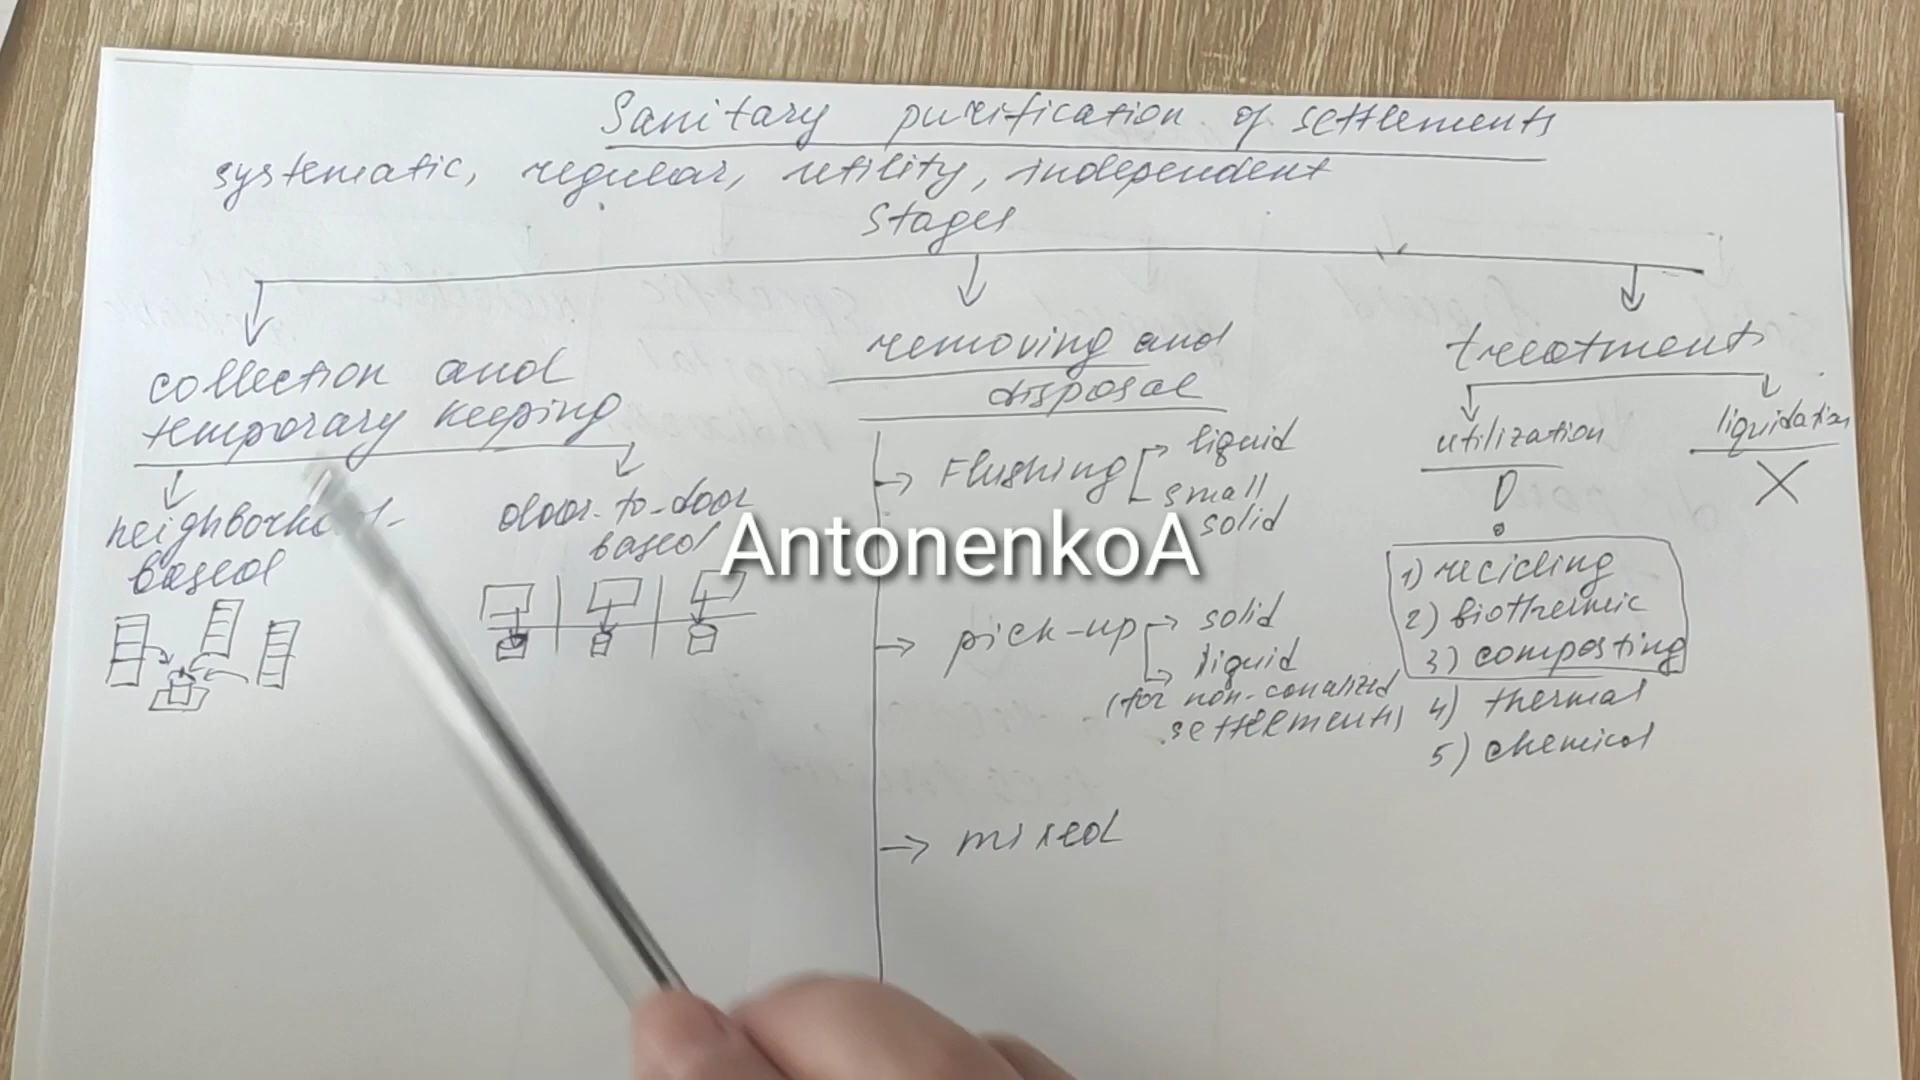 Sanitary purification of settlements
systematic, regular, utility, independent
Stages
collection and
temporary keeping
neighborhood-
based
door-to-door
based
removing and
disposal
Flushing
liquid
small
solid
pick-up
solid
liquid
(for non-canalized
settlements)
mixed
treatment
utilization
liquidation
1) recicling
2) biothermic
3) composting
4) thermal
5) chemical
AntonenkoA